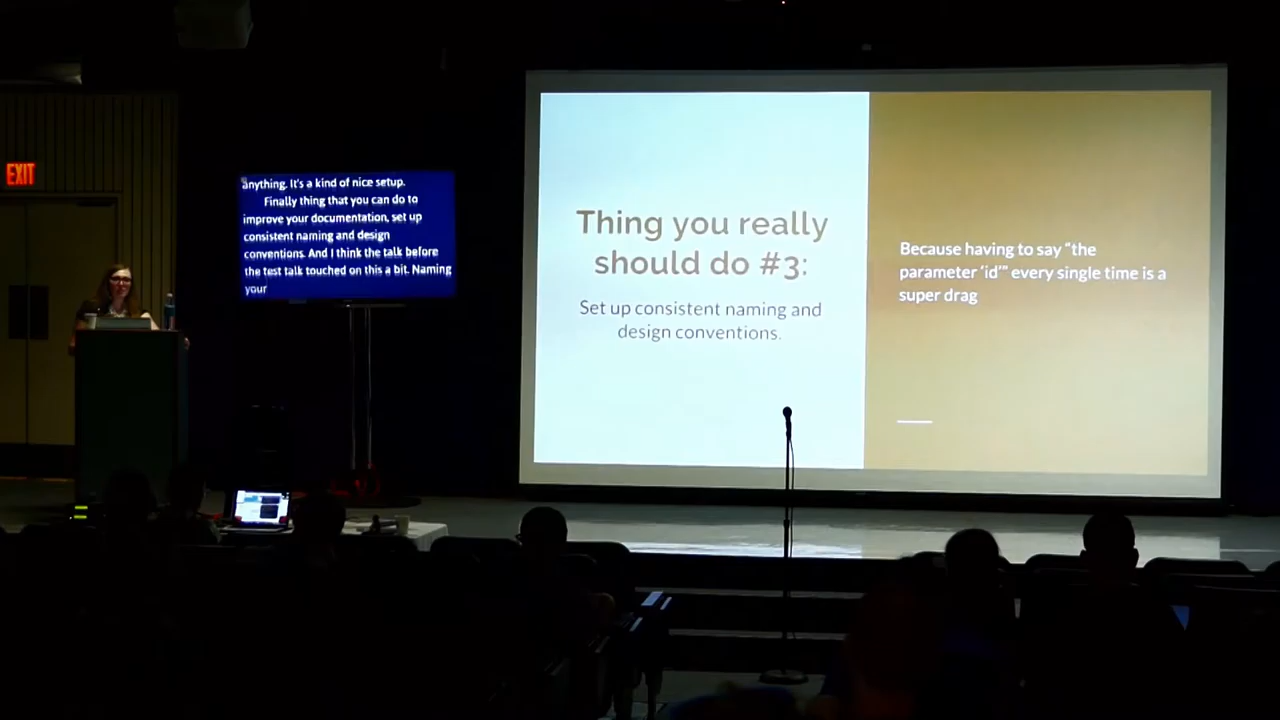 EXIT
anything. It's a kind of nice setup.
Finally thing that you can do to
improve your documentation, set up
consistent naming and design
conventions. And I think the talk before
the test talk touched on this a bit. Naming
your
Thing you really
should do #3:
Set up consistent naming and
design conventions.
Because having to say “the
parameter ‘id’” every single time is a
super drag